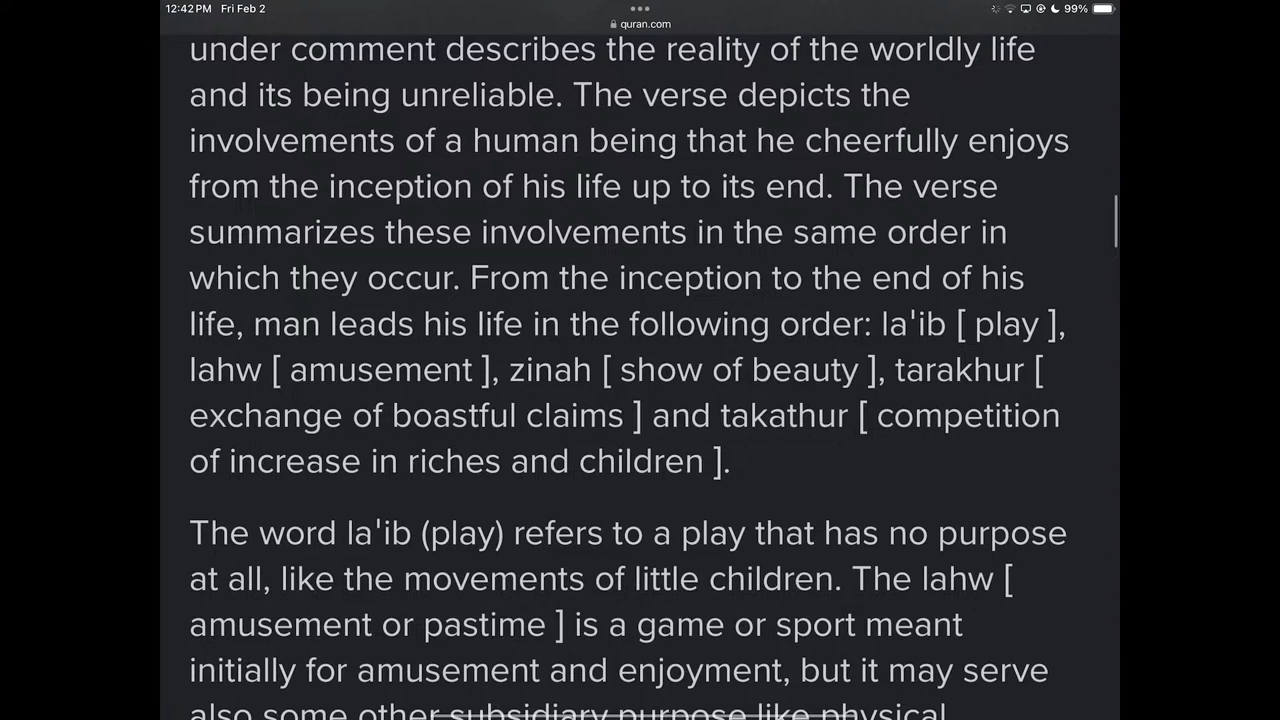 12:42 PM Fri Feb 2
99%
quran.com
under comment describes the reality of the worldly life
and its being unreliable. The verse depicts the
involvements of a human being that he cheerfully enjoys
from the inception of his life up to its end. The verse
summarizes these involvements in the same order in
which they occur. From the inception to the end of his
life, man leads his life in the following order: la'ib [ play ],
lahw [ amusement ], zinah [ show of beauty ], tarakhur [
exchange of boastful claims ] and takathur [ competition
of increase in riches and children ].
The word la'ib (play) refers to a play that has no purpose
at all, like the movements of little children. The lahw [
amusement or pastime ] is a game or sport meant
initially for amusement and enjoyment, but it may serve
also some other subsidiary purpose like physical